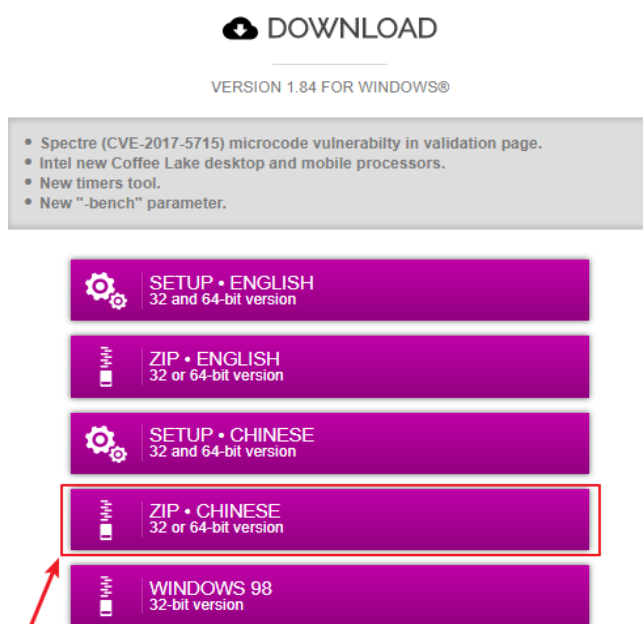 DOWNLOAD
VERSION 1.84 FOR WINDOWS®
• Spectre (CVE-2017-5715) microcode vulnerabilty in validation page.
• Intel new Coffee Lake desktop and mobile processors.
• New timers tool.
• New "-bench" parameter.
SETUP • ENGLISH
32 and 64-bit version
ZIP • ENGLISH
32 or 64-bit version
SETUP • CHINESE
32 and 64-bit version
ZIP • CHINESE
32 or 64-bit version
WINDOWS 98
32-bit version